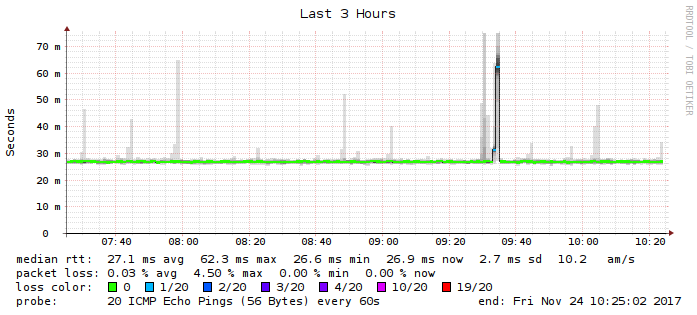 Last 3 Hours
RRDTOOL / TOBI OETIKER
Seconds
70 m
60 m
50 m
40 m
30 m
20 m
10 m
0
07:40 08:00 08:20 08:40 09:00 09:20 09:40 10:00 10:20
median rtt: 27.1 ms avg 62.3 ms max 26.6 ms min 26.9 ms now 2.7 ms sd 10.2 am/s
packet loss: 0.03 % avg 4.50 % max 0.00 % min 0.00 % now
loss color: 0 1/20 2/20 3/20 4/20 10/20 19/20
probe: 20 ICMP Echo Pings (56 Bytes) every 60s end: Fri Nov 24 10:25:02 2017